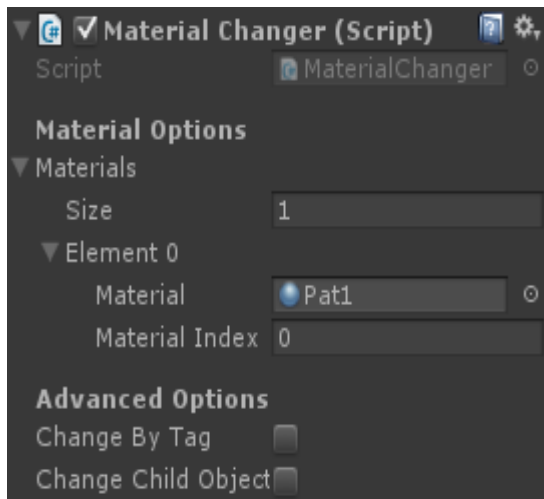 Material Changer (Script)
Script MaterialChanger
Material Options
Materials
Size 1
Element 0
Material Pat1
Material Index 0
Advanced Options
Change By Tag
Change Child Object